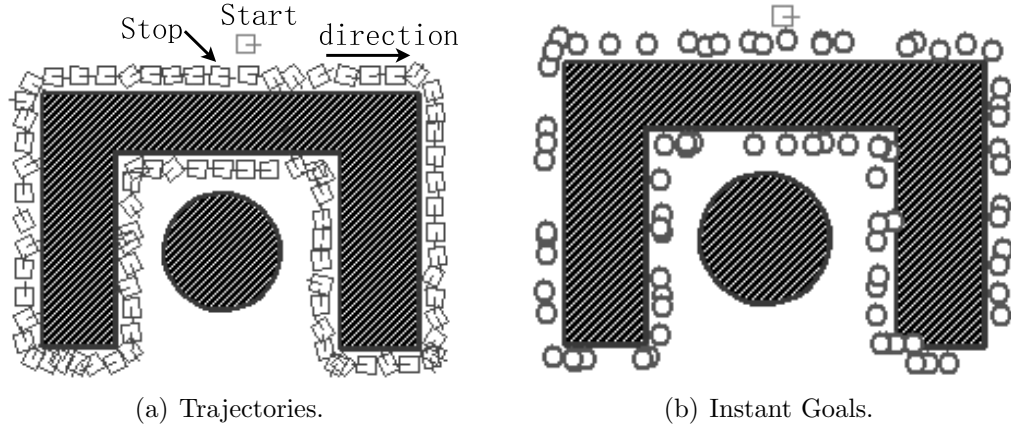 Start
Stop
direction
(a) Trajectories.
(b) Instant Goals.